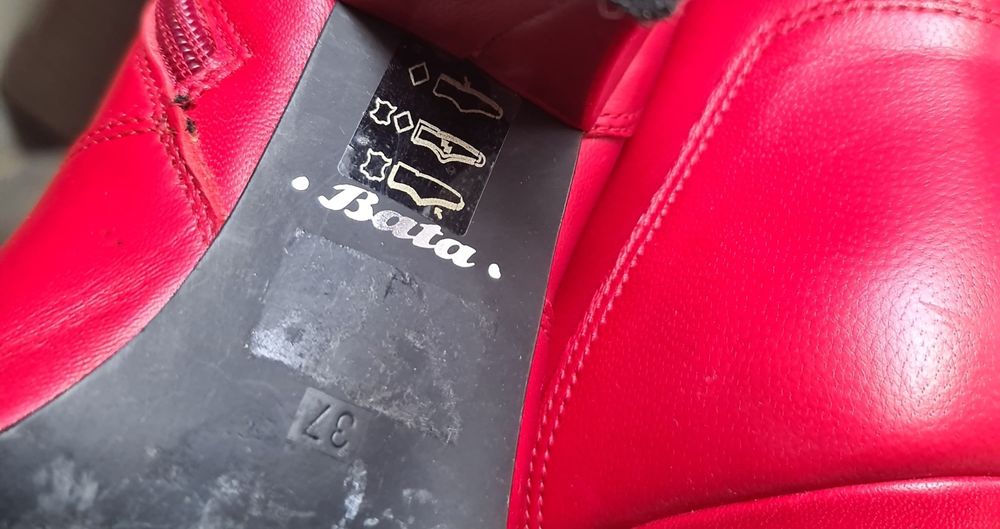 • Bata •
37